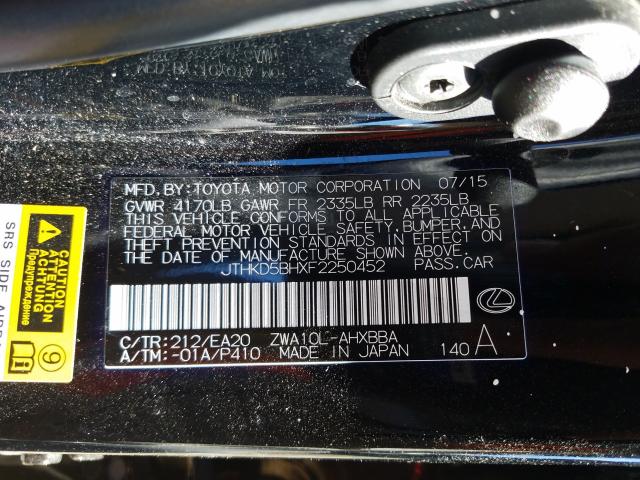 MFD. BY: TOYOTA MOTOR CORPORATION 07/15
GVWR 4170LB GAWR FR 2335LB RR 2235LB
THIS VEHICLE CONFORMS TO ALL APPLICABLE
FEDERAL MOTOR VEHICLE SAFETY, BUMPER, AND
THEFT PREVENTION STANDARDS IN EFFECT ON
THE DATE OF MANUFACTURE SHOWN ABOVE.
JTHKD5BHXF2250452 PASS. CAR
C/TR: 212/EA20 ZWA10L-AHXBBA
A/TM: -01A/P410 MADE IN JAPAN 140 A
SRS SIDE
CAUTION
ATTENTION
ACHTUNG
Предупреждение
9